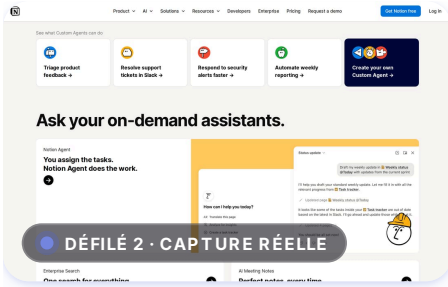 Product
AI
Solutions
Resources
Developers
Enterprise
Pricing
Request a demo
Get Notion free
Log in
See what Custom Agents can do
Triage product
feedback →
Resolve support
tickets in Slack →
Respond to security
alerts faster →
Automate weekly
reporting →
Create your own
Custom Agent →
Ask your on-demand assistants.
Notion Agent
You assign the tasks.
Notion Agent does the work.
How can I help you today?
DÉFILÉ 2 · CAPTURE RÉELLE
Enterprise Search
AI Meeting Notes